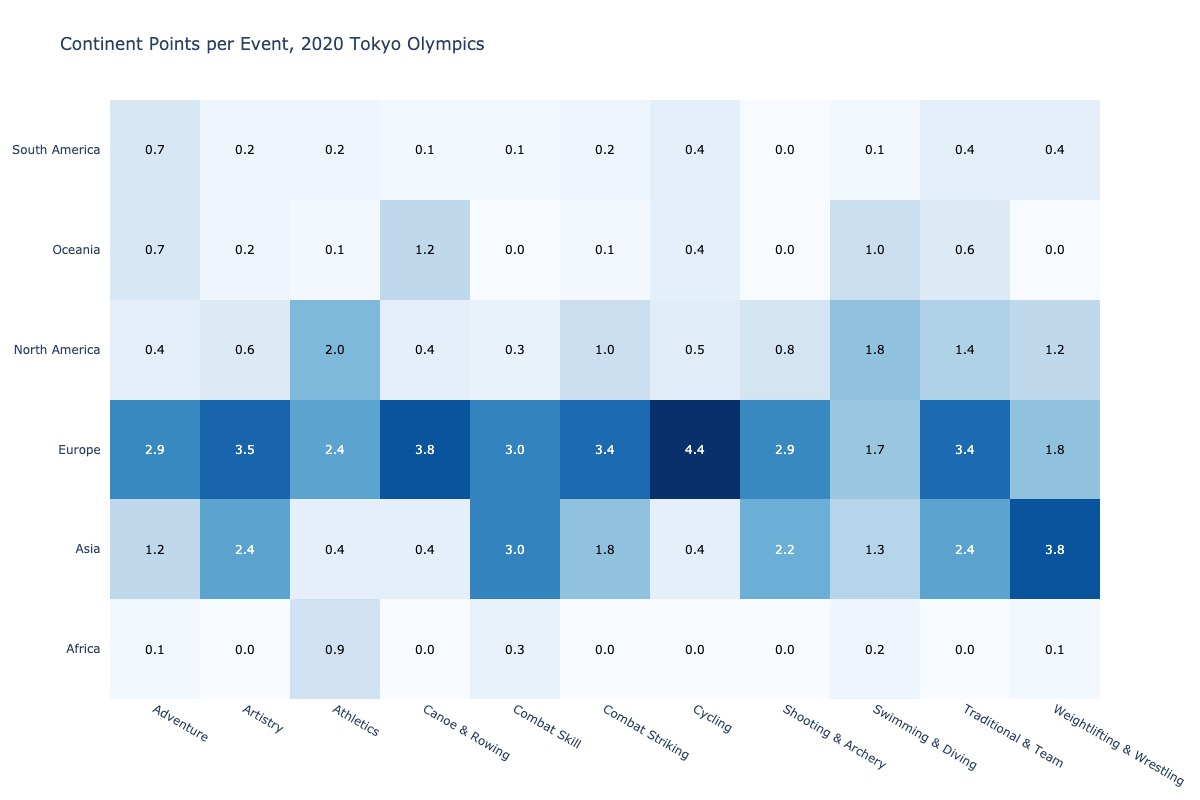 Continent Points per Event, 2020 Tokyo Olympics
South America 0.7 0.2 0.2 0.1 0.1 0.2 0.4 0.0 0.1 0.4 0.4
Oceania 0.7 0.2 0.1 1.2 0.0 0.1 0.4 0.0 1.0 0.6 0.0
North America 0.4 0.6 2.0 0.4 0.3 1.0 0.5 0.8 1.8 1.4 1.2
Europe 2.9 3.5 2.4 3.8 3.0 3.4 4.4 2.9 1.7 3.4 1.8
Asia 1.2 2.4 0.4 0.4 3.0 1.8 0.4 2.2 1.3 2.4 3.8
Africa 0.1 0.0 0.9 0.0 0.3 0.0 0.0 0.0 0.2 0.0 0.1
Adventure
Artistry
Athletics
Canoe & Rowing
Combat Skill
Combat Striking
Cycling
Shooting & Archery
Swimming & Diving
Traditional & Team
Weightlifting & Wrestling